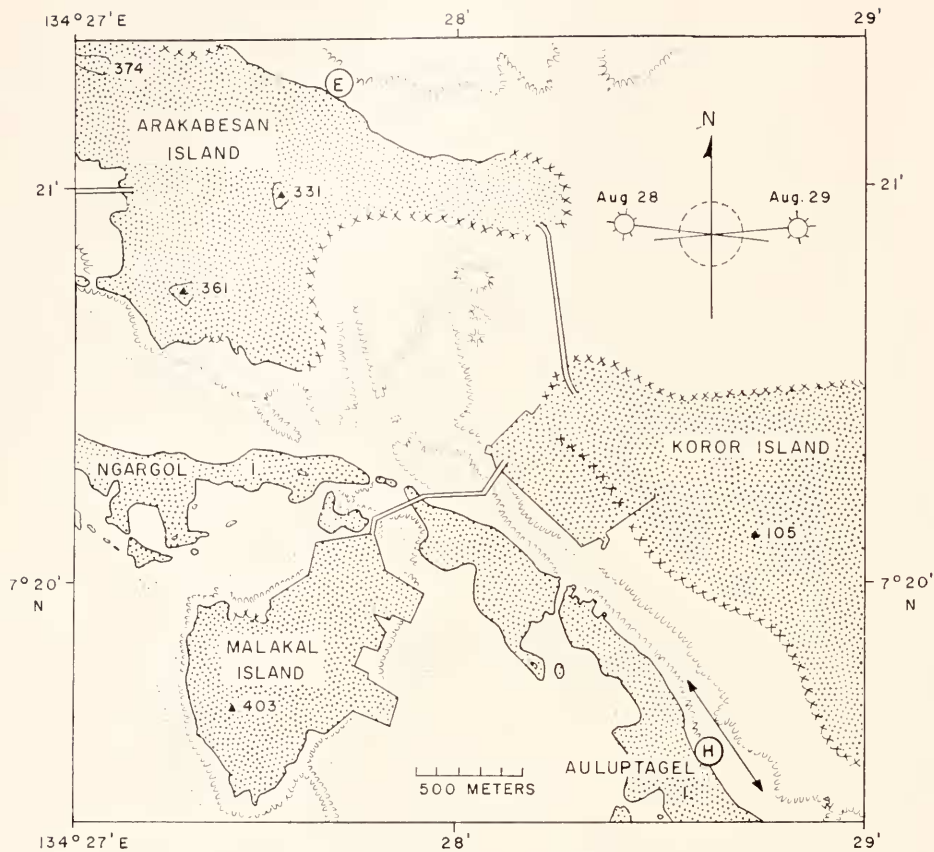 134° 27' E
28'
29'
374
E
ARAKABESAN
ISLAND
N
21'
331
Aug. 28
Aug. 29
21'
361
KOROR ISLAND
NGARGOL I.
105
7° 20'
N
7° 20'
N
MALAKAL
ISLAND
403
H
AULUPTAGEL
I.
500 METERS
134° 27' E
28'
29'